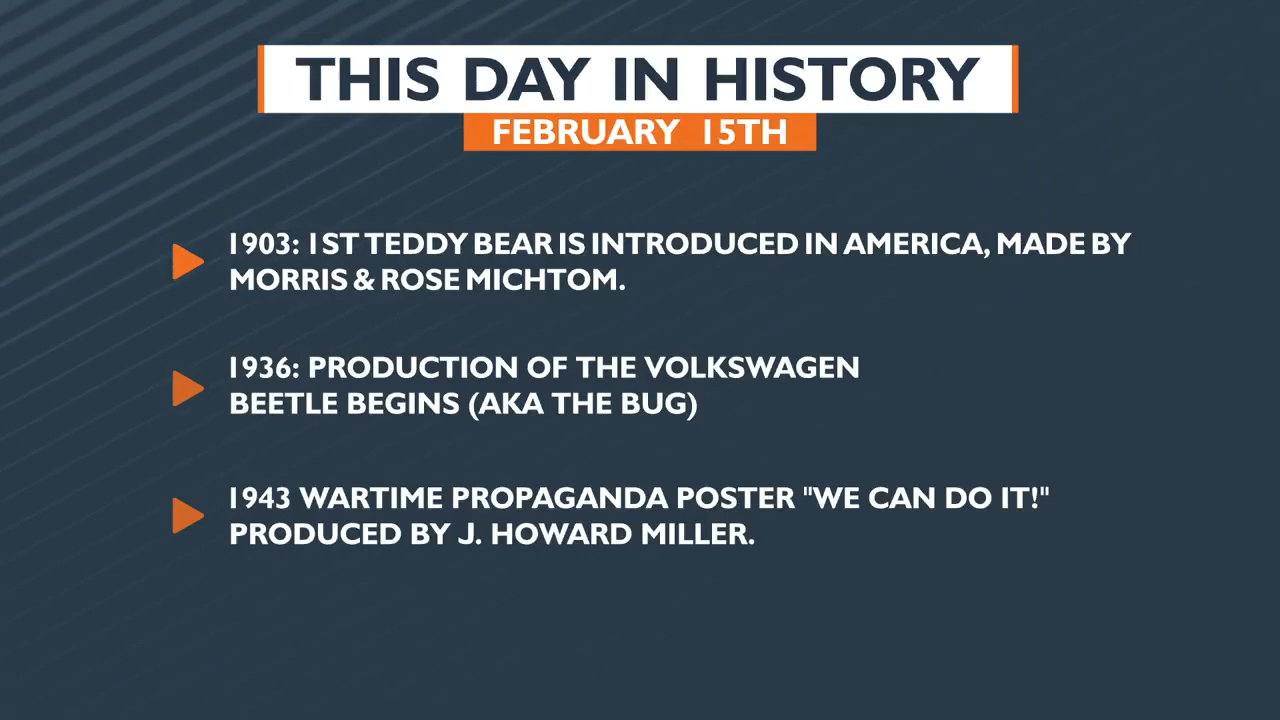 THIS DAY IN HISTORY
FEBRUARY 15TH
1903: 1ST TEDDY BEAR IS INTRODUCED IN AMERICA, MADE BY
MORRIS & ROSE MICHTOM.
1936: PRODUCTION OF THE VOLKSWAGEN
BEETLE BEGINS (AKA THE BUG)
1943 WARTIME PROPAGANDA POSTER "WE CAN DO IT!"
PRODUCED BY J. HOWARD MILLER.